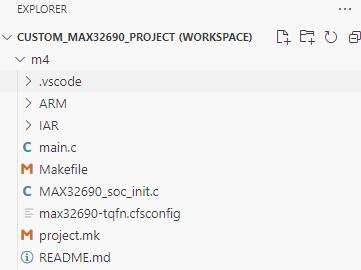 EXPLORER
CUSTOM_MAX32690_PROJECT (WORKSPACE)
m4
.vscode
ARM
IAR
main.c
Makefile
MAX32690_soc_init.c
max32690-tqfn.cfsconfig
project.mk
README.md